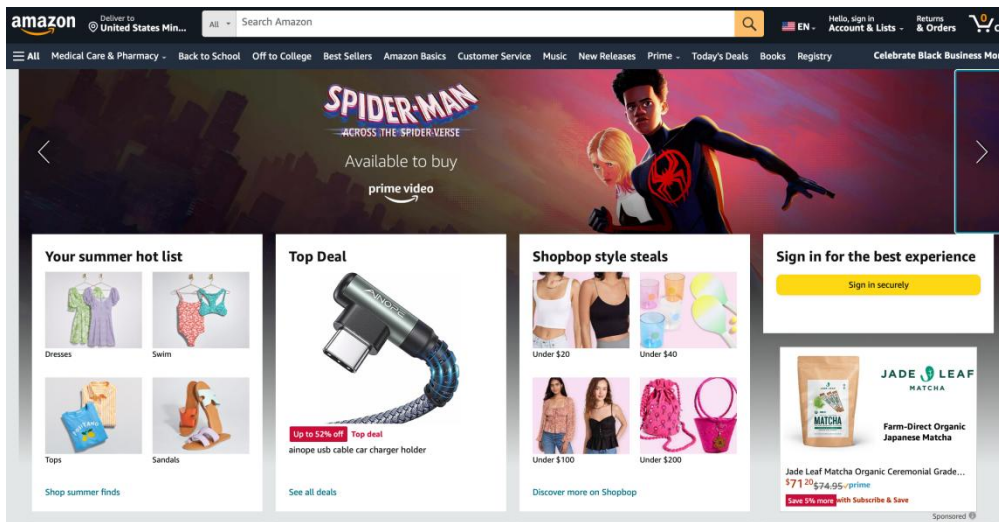 amazon
Deliver to
United States Min...
All
Search Amazon
EN
Hello, sign in
Account & Lists
Returns
& Orders
0
All
Medical Care & Pharmacy
Back to School
Off to College
Best Sellers
Amazon Basics
Customer Service
Music
New Releases
Prime
Today's Deals
Books
Registry
Celebrate Black Business Mo
SPIDER-MAN
ACROSS THE SPIDER-VERSE
Available to buy
prime video
Your summer hot list
Dresses
Swim
Tops
Sandals
Shop summer finds
Top Deal
AINOPE
Up to 52% off
Top deal
ainope usb cable car charger holder
See all deals
Shopbop style steals
Under $20
Under $40
Under $100
Under $200
Discover more on Shopbop
Sign in for the best experience
Sign in securely
JADE LEAF
MATCHA
MATCHA
Farm-Direct Organic
Japanese Matcha
Jade Leaf Matcha Organic Ceremonial Grade...
$7120 $74.95 prime
Save 5% more with Subscribe & Save
Sponsored